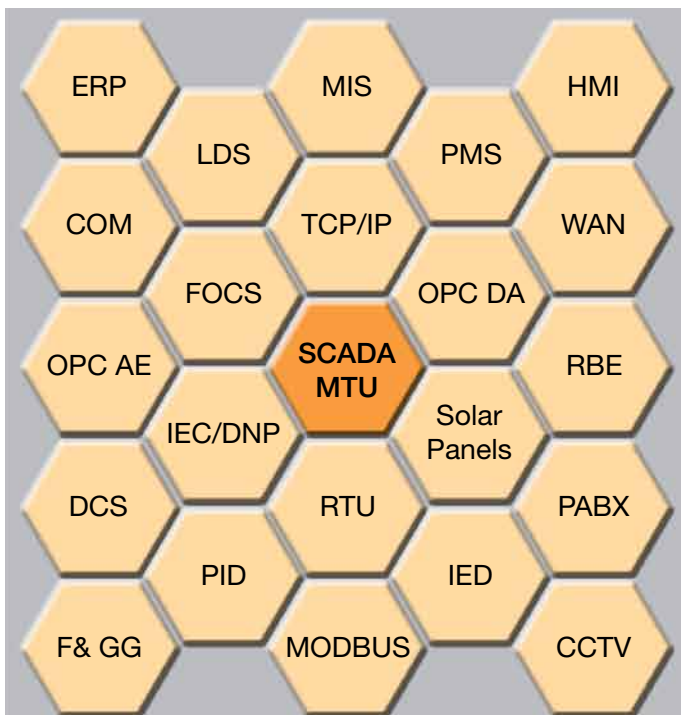 ERP
MIS
HMI
LDS
PMS
COM
TCP/IP
WAN
FOCS
OPC DA
OPC AE
SCADA
MTU
RBE
IEC/DNP
Solar
Panels
DCS
RTU
PABX
PID
IED
F& GG
MODBUS
CCTV